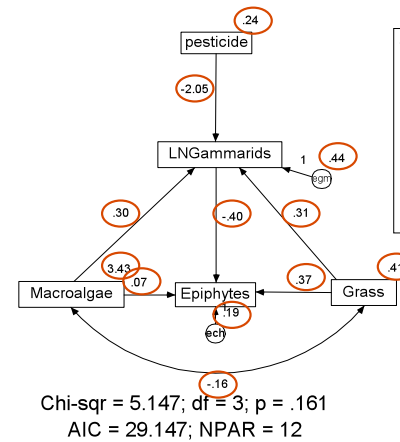 .24
pesticide
-2.05
LNGammarids
1
.44
egm
.30
-.40
.31
3.43
.07
.37
.41
Macroalgae
Epiphytes
Grass
.19
ech
-.16
Chi-sqr = 5.147; df = 3; p = .161
AIC = 29.147; NPAR = 12